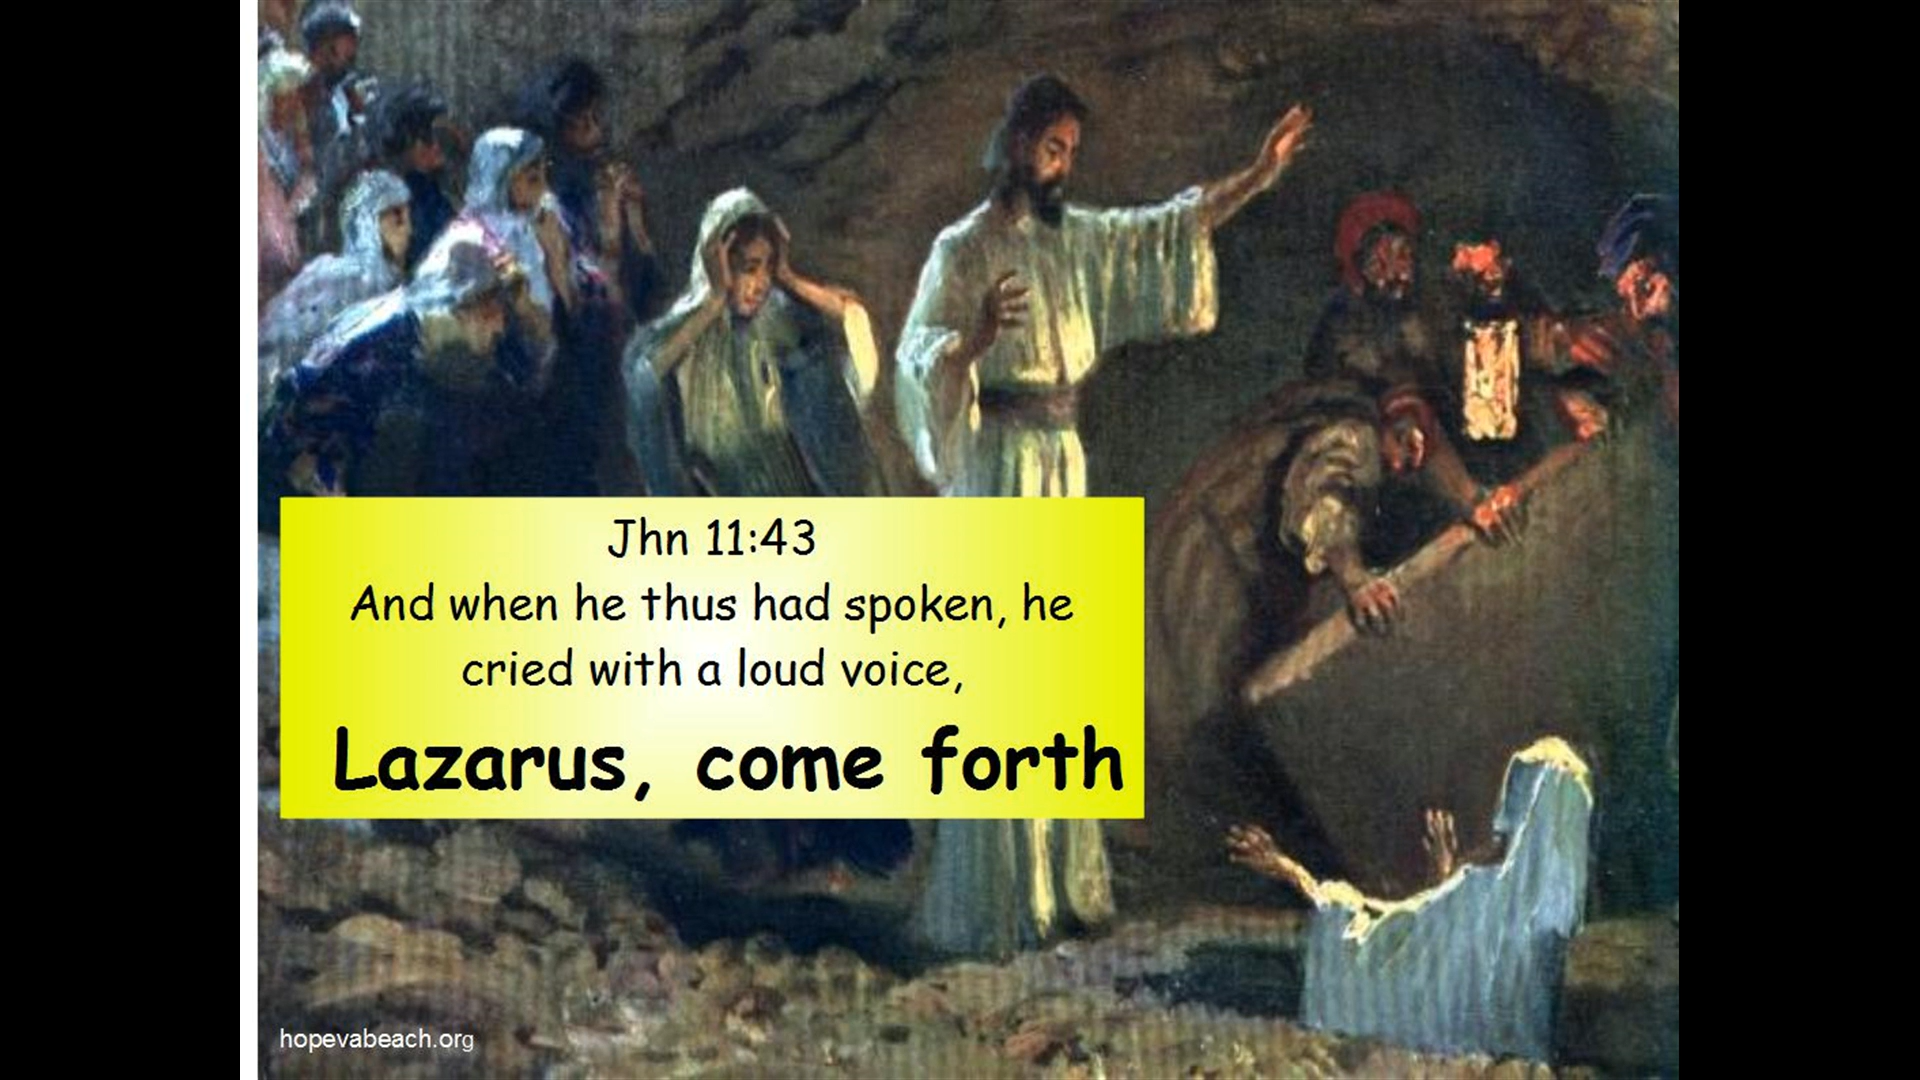 Jhn 11:43
And when he thus had spoken, he
cried with a loud voice,
Lazarus, come forth
hopevabeach.org